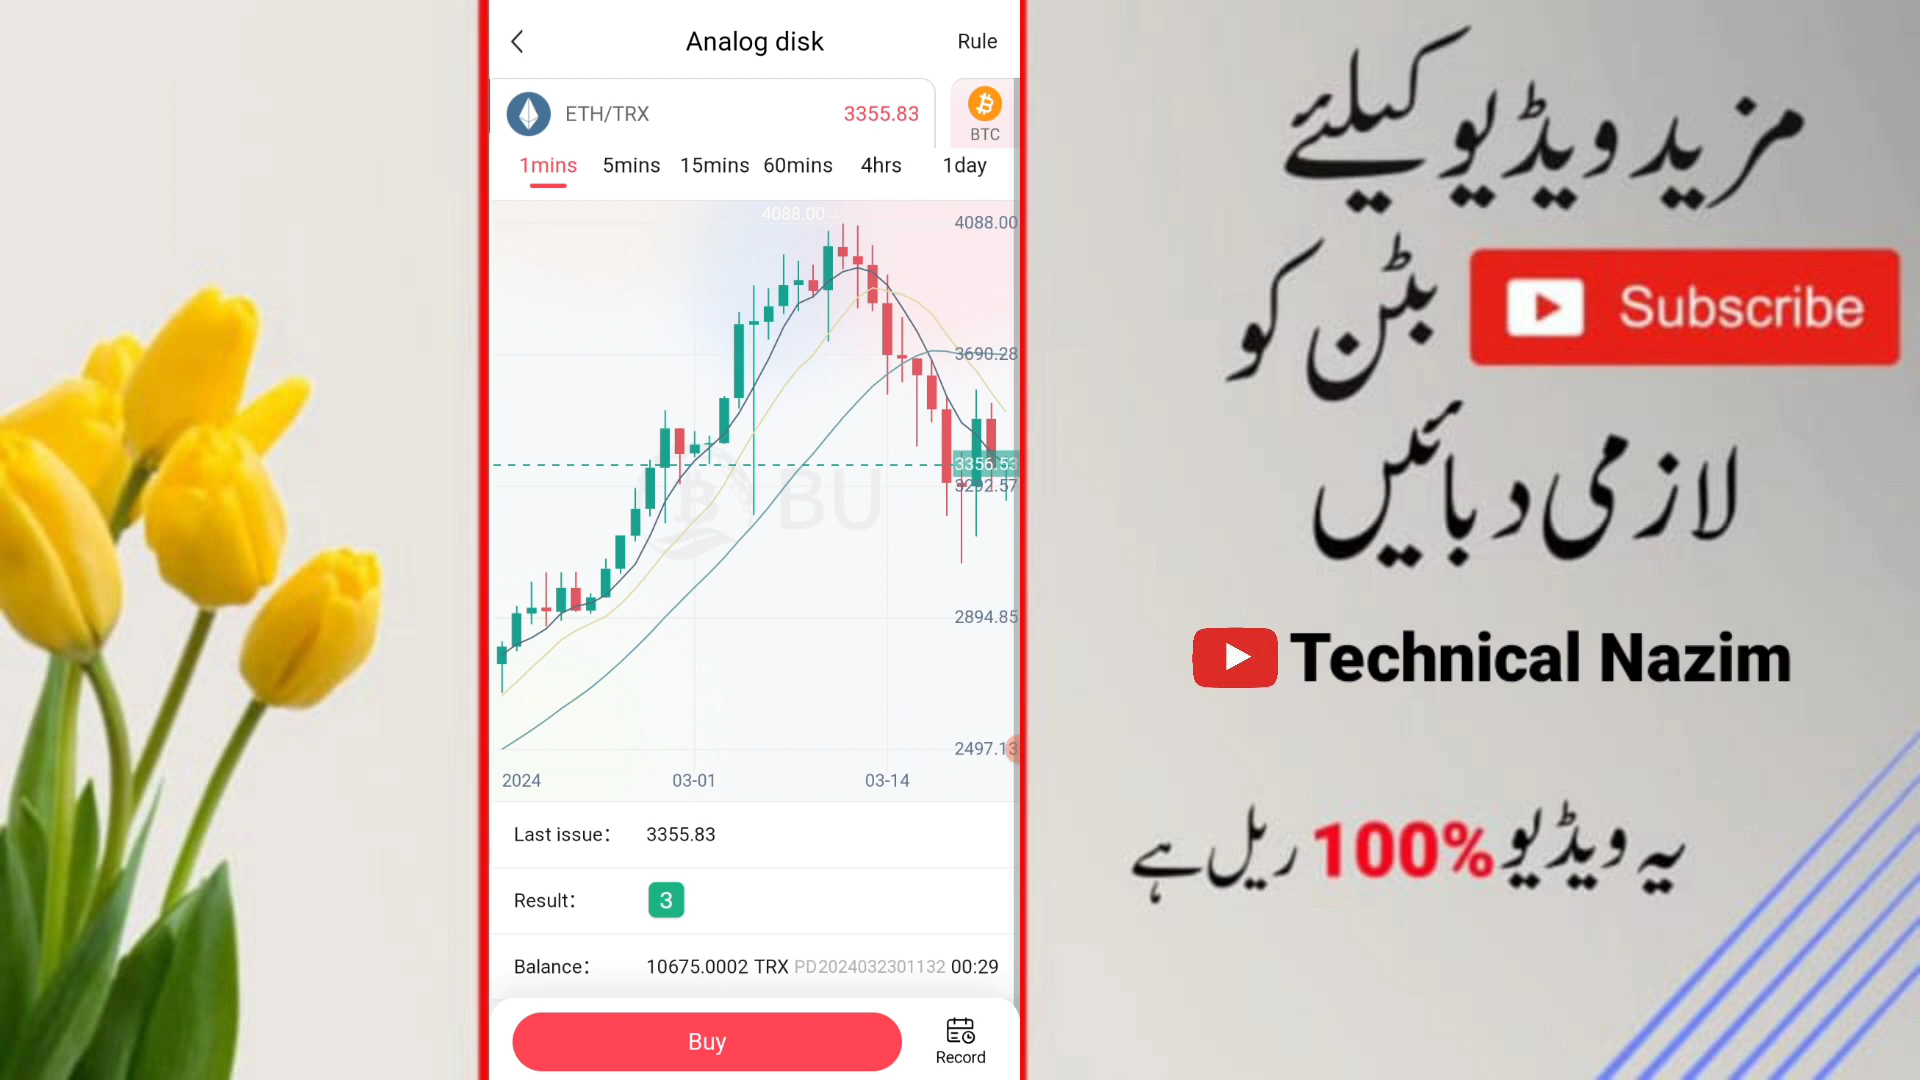 Analog disk
Rule
ETH/TRX
3355.83
BTC
1mins
5mins
15mins
60mins
4hrs
1day
4088.00
4088.00
3690.28
3356.53
3292.57
2894.85
2497.13
BU
2024
03-01
03-14
Last issue:
3355.83
Result:
3
Balance:
10675.0002 TRX
PD2024032301132
00:29
Buy
Record
مزید ویڈیو کیلئے
Subscribe بٹن کو
لازمی دبائیں
Technical Nazim
یہ ویڈیو 100% ریل ہے